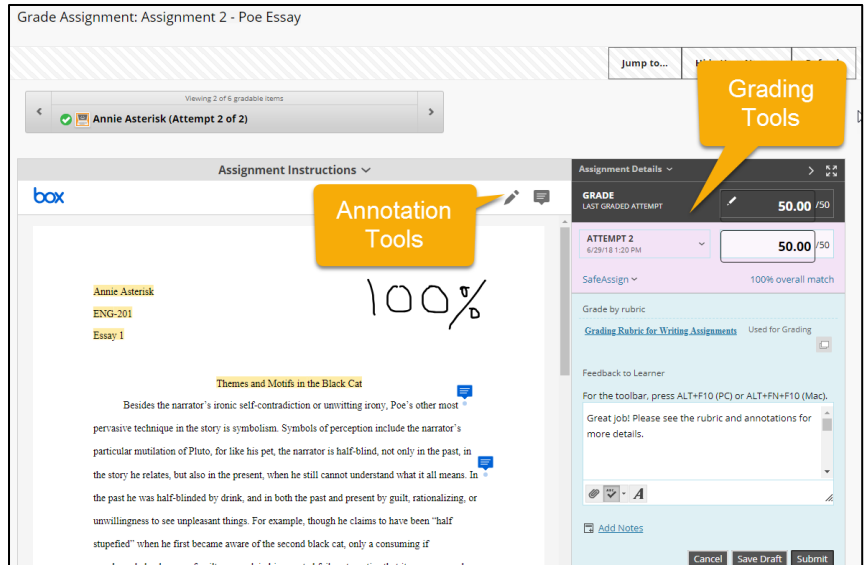 Grade Assignment: Assignment 2 - Poe Essay
Jump to...
Viewing 2 of 6 gradable items
Annie Asterisk (Attempt 2 of 2)
Grading
Tools
Assignment Instructions
box
Annotation
Tools
Annie Asterisk
ENG-201
Essay 1
100%
Themes and Motifs in the Black Cat
Besides the narrator's ironic self-contradiction or unwitting irony, Poe's other most
pervasive technique in the story is symbolism. Symbols of perception include the narrator's
particular mutilation of Pluto, for like his pet, the narrator is half-blind, not only in the past, in
the story he relates, but also in the present, when he still cannot understand what it all means. In
the past he was half-blinded by drink, and in both the past and present by guilt, rationalizing, or
unwillingness to see unpleasant things. For example, though he claims to have been "half
stupefied" when he first became aware of the second black cat, only a consuming if
Assignment Details
GRADE
LAST GRADED ATTEMPT
50.00 /50
ATTEMPT 2
6/29/18 1:20 PM
50.00 /50
SafeAssign
100% overall match
Grade by rubric
Grading Rubric for Writing Assignments Used for Grading
Feedback to Learner
For the toolbar, press ALT+F10 (PC) or ALT+FN+F10 (Mac).
Great job! Please see the rubric and annotations for
more details.
A
Add Notes
Cancel Save Draft Submit